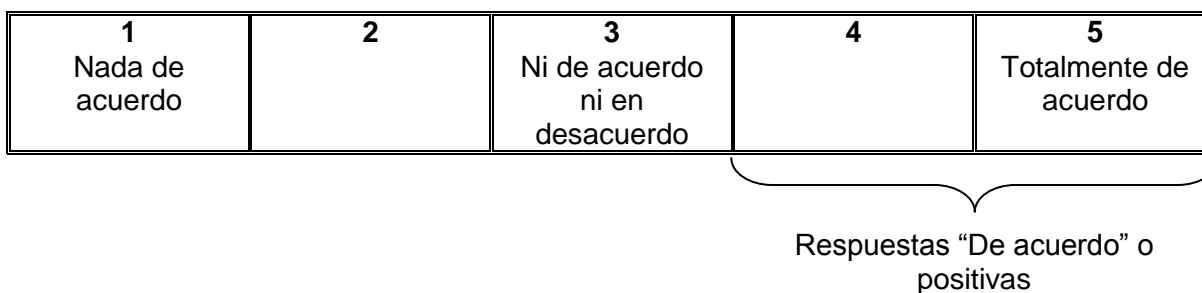 1
Nada de
acuerdo
2
3
Ni de acuerdo
ni en
desacuerdo
4
5
Totalmente de
acuerdo
Respuestas “De acuerdo” o
positivas